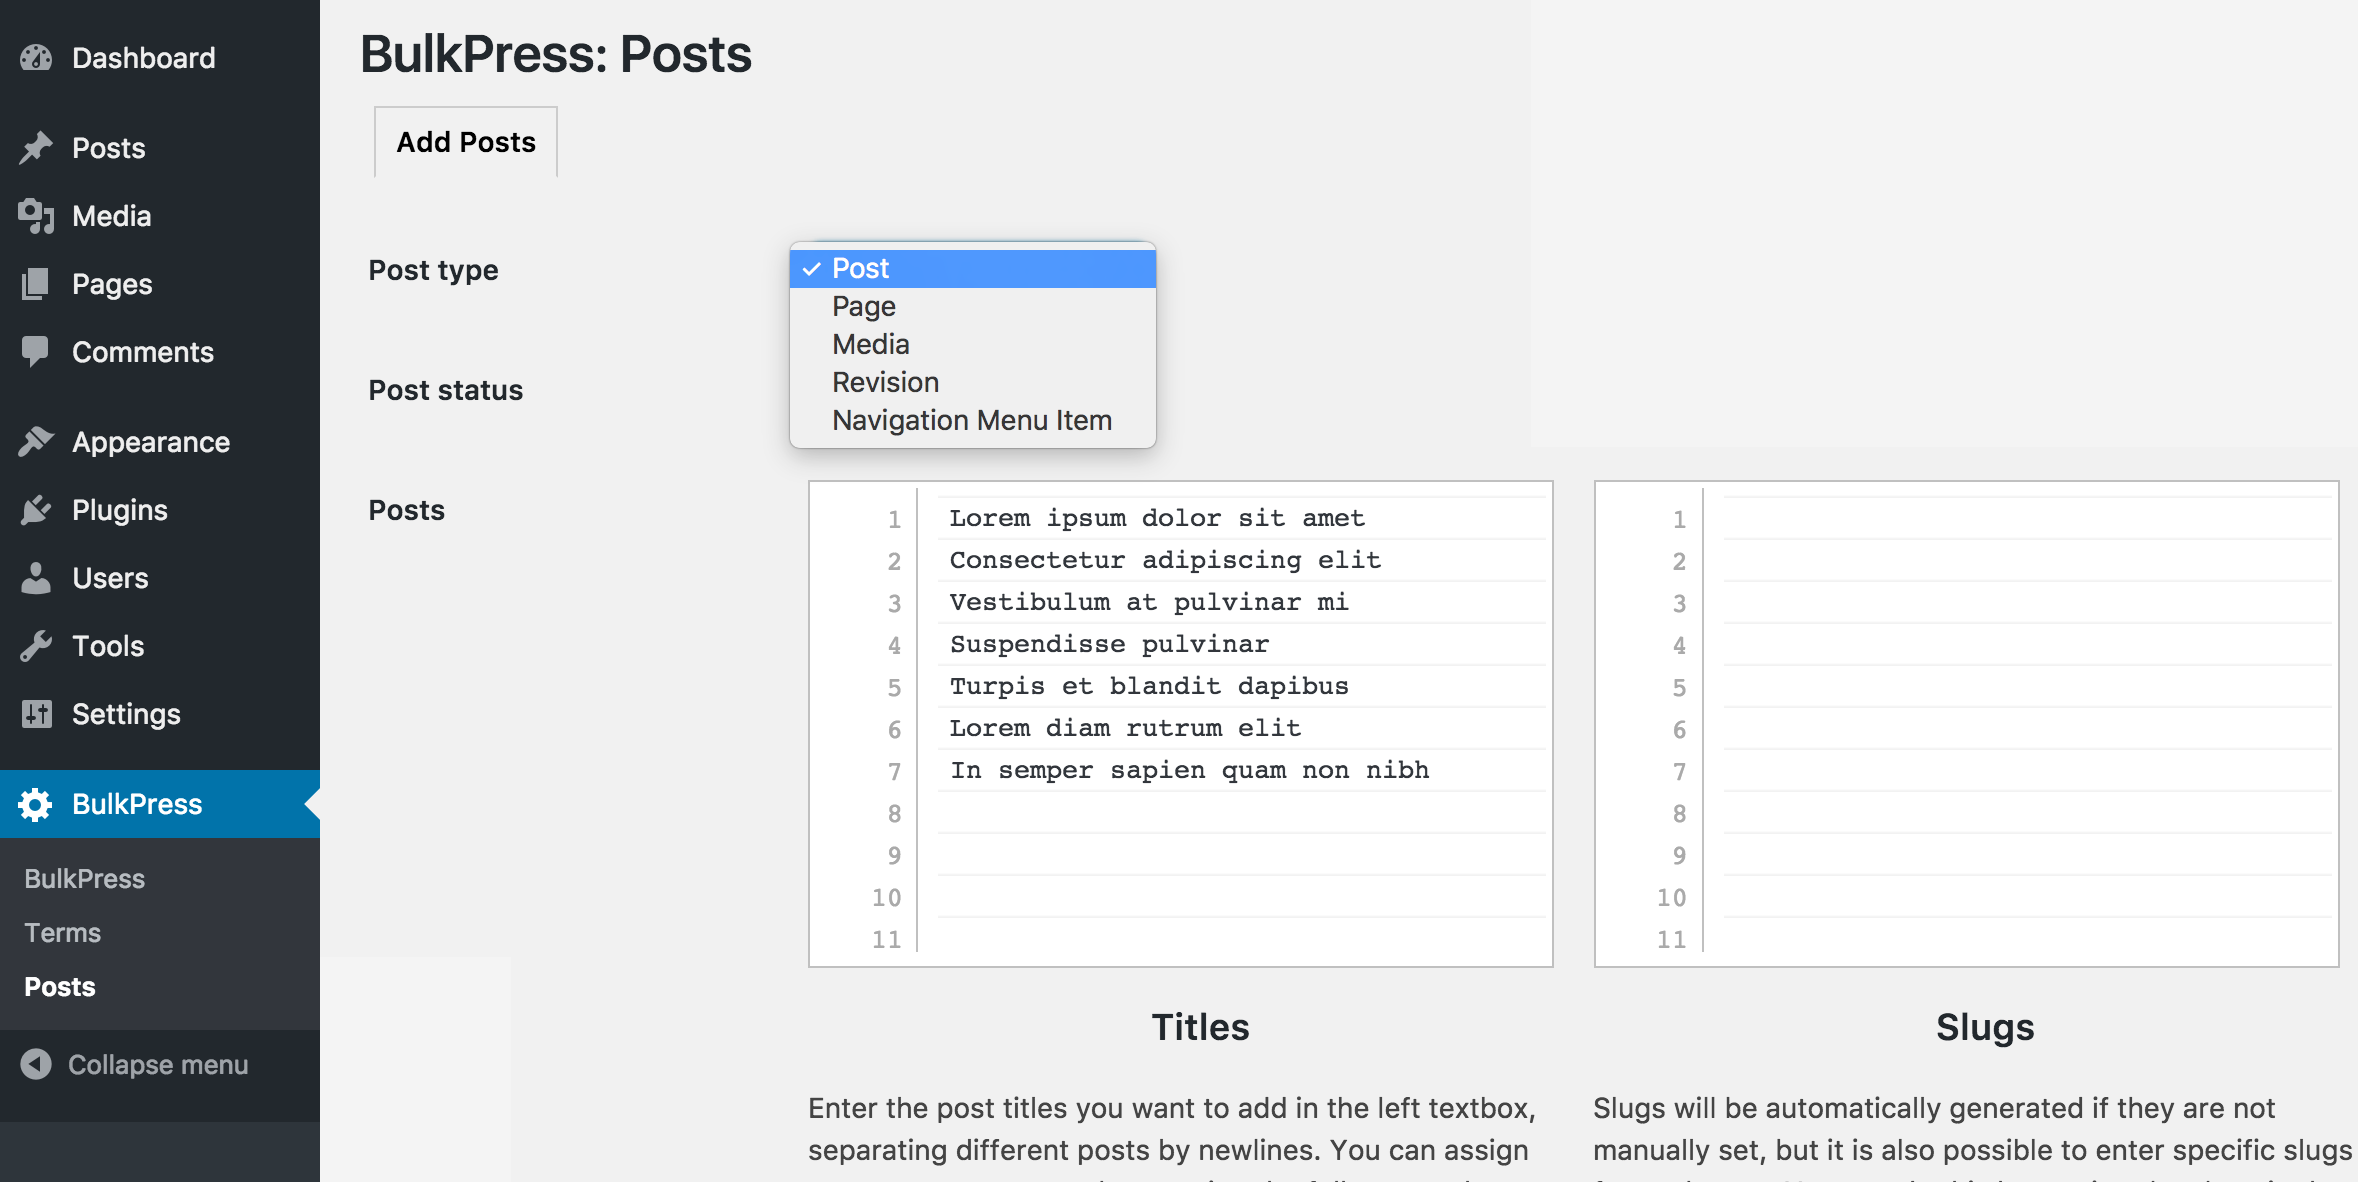 Dashboard
Posts
Media
Pages
Comments
Appearance
Plugins
Users
Tools
Settings
BulkPress
BulkPress
Terms
Posts
Collapse menu
BulkPress: Posts
Add Posts
Post type
Post
Page
Media
Revision
Navigation Menu Item
Post status
Posts
1 Lorem ipsum dolor sit amet
2 Consectetur adipiscing elit
3 Vestibulum at pulvinar mi
4 Suspendisse pulvinar
5 Turpis et blandit dapibus
6 Lorem diam rutrum elit
7 In semper sapien quam non nibh
8
9
10
11
Titles
Enter the post titles you want to add in the left textbox,
separating different posts by newlines. You can assign
1
2
3
4
5
6
7
8
9
10
11
Slugs
Slugs will be automatically generated if they are not
manually set, but it is also possible to enter specific slugs